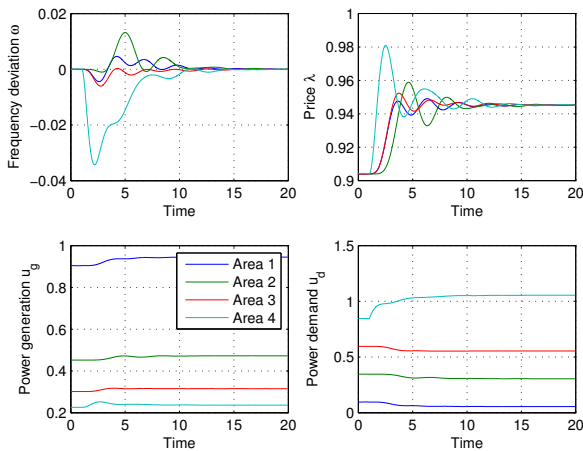 Frequency deviation ω
0.02
0
−0.02
−0.04
0 5 10 15 20
Time
Price λ
0.98
0.96
0.94
0.92
0.9
0 5 10 15 20
Time
Power generation u_g
1
0.8
0.6
0.4
0.2
0 5 10 15 20
Time
Area 1
Area 2
Area 3
Area 4
Power demand u_d
1.5
1
0.5
0
0 5 10 15 20
Time